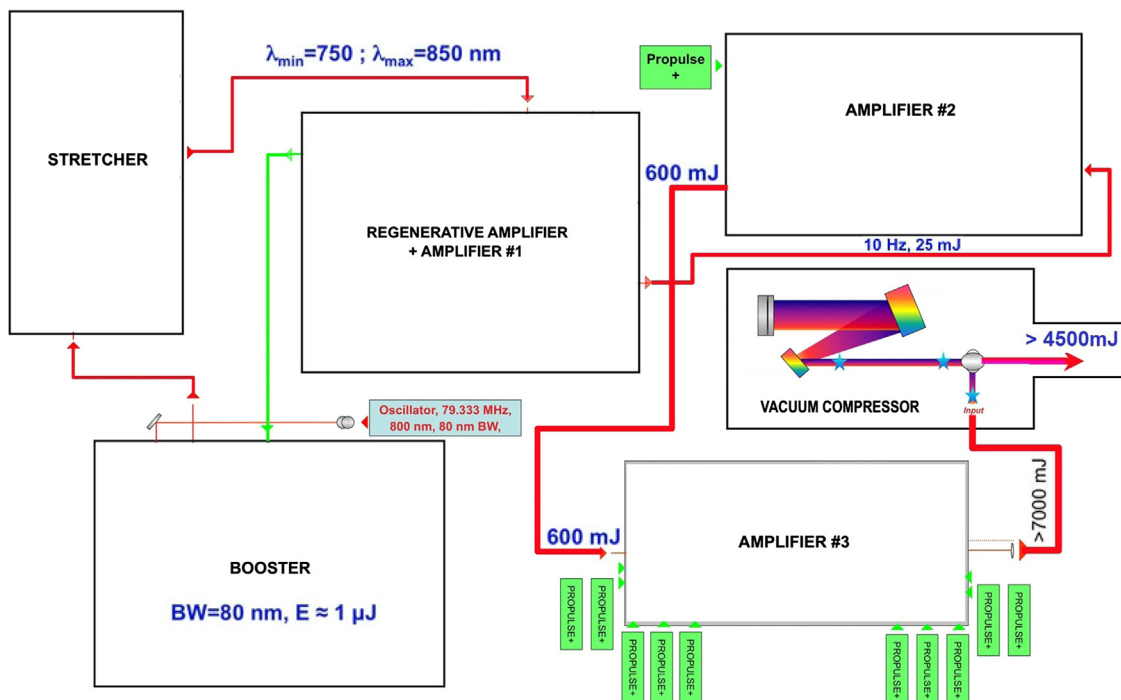 λmin=750 ; λmax=850 nm
STRETCHER
Propulse
+
AMPLIFIER #2
600 mJ
REGENERATIVE AMPLIFIER
+ AMPLIFIER #1
10 Hz, 25 mJ
> 4500mJ
VACUUM COMPRESSOR
Input
Oscillator, 79.333 MHz,
800 nm, 80 nm BW,
>7000 mJ
600 mJ
AMPLIFIER #3
BOOSTER
BW=80 nm, E ≈ 1 µJ
PROPULSE+
PROPULSE+
PROPULSE+
PROPULSE+
PROPULSE+
PROPULSE+
PROPULSE+
PROPULSE+
PROPULSE+
PROPULSE+